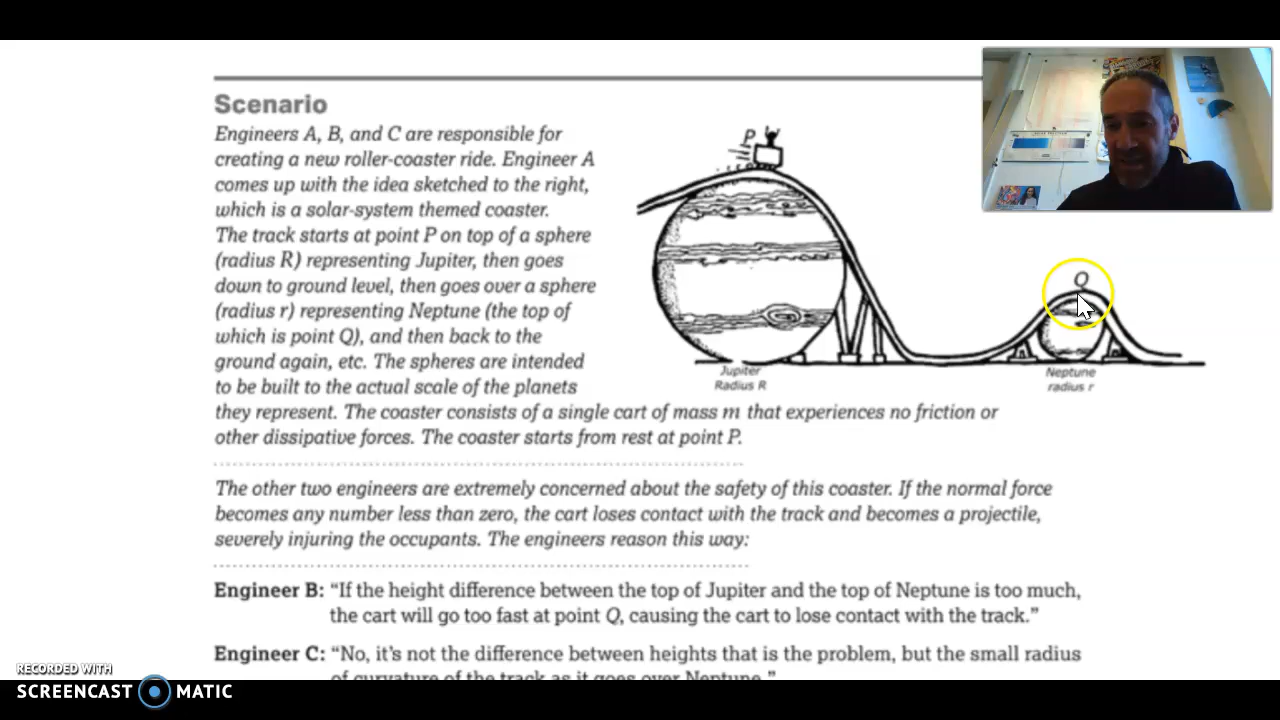 Scenario
Engineers A, B, and C are responsible for
creating a new roller-coaster ride. Engineer A
comes up with the idea sketched to the right,
which is a solar-system themed coaster.
The track starts at point P on top of a sphere
(radius R) representing Jupiter, then goes
down to ground level, then goes over a sphere
(radius r) representing Neptune (the top of
which is point Q), and then back to the
ground again, etc. The spheres are intended
to be built to the actual scale of the planets
they represent. The coaster consists of a single cart of mass m that experiences no friction or
other dissipative forces. The coaster starts from rest at point P.
P
Q
Jupiter
Radius R
Neptune
radius r
The other two engineers are extremely concerned about the safety of this coaster. If the normal force
becomes any number less than zero, the cart loses contact with the track and becomes a projectile,
severely injuring the occupants. The engineers reason this way:
Engineer B: “If the height difference between the top of Jupiter and the top of Neptune is too much,
the cart will go too fast at point Q, causing the cart to lose contact with the track.”
Engineer C: “No, it's not the difference between heights that is the problem, but the small radius
of curvature of the track as it goes over Neptune.”
RECORDED WITH
SCREENCAST MATIC